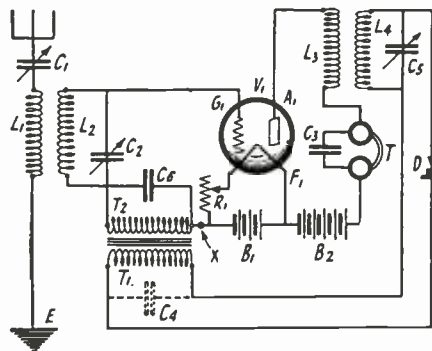 C₁
L₁
L₂
C₂
G₁
V₁
A₁
L₃
L₄
C₅
C₃
T
D
C₆
R₁
F₁
T₂
X
B₁
B₂
T₁
C₄
E